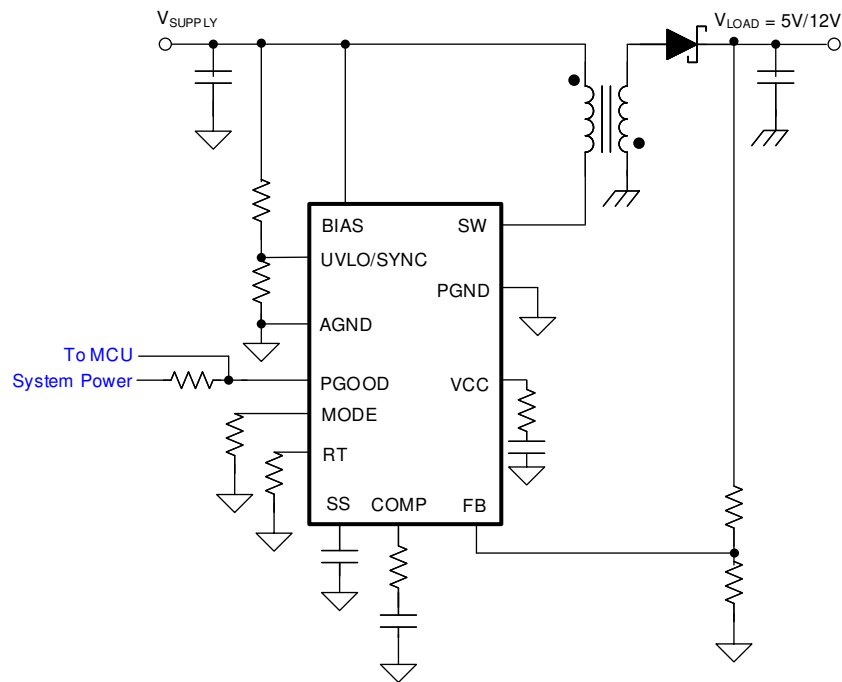 VSUPPLY
VLOAD = 5V/12V
BIAS
SW
UVLO/SYNC
PGND
AGND
To MCU
System Power
PGOOD
VCC
MODE
RT
SS
COMP
FB